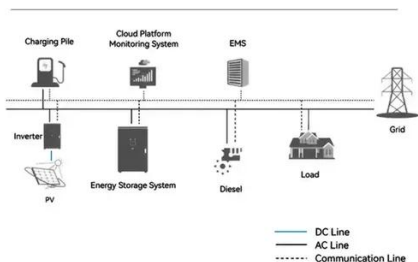 Charging Pile
Cloud Platform
Monitoring System
EMS
Grid
Inverter
PV
Energy Storage System
Diesel
Load
DC Line
AC Line
Communication Line